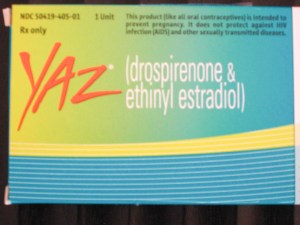 NDC 50419-405-01 1 Unit
Rx only
This product (like all oral contraceptives) is intended to
prevent pregnancy. It does not protect against HIV
infection (AIDS) and other sexually transmitted diseases.
YAZ®
(drospirenone &
ethinyl estradiol)